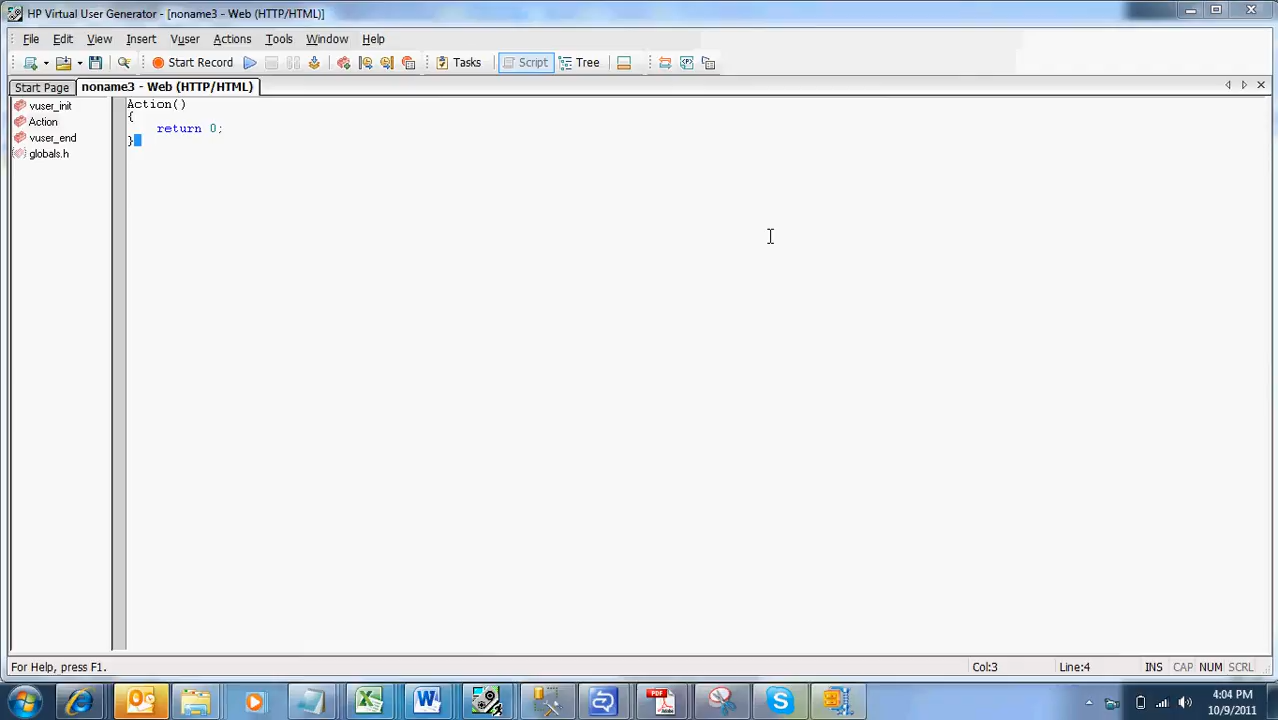 HP Virtual User Generator - [noname3 - Web (HTTP/HTML)]
File Edit View Insert Vuser Actions Tools Window Help
Start Record Tasks Script Tree
Start Page noname3 - Web (HTTP/HTML)
vuser_init
Action
vuser_end
globals.h
Action()
{
return 0;
}
For Help, press F1. Col:3 Line:4 INS CAP NUM SCRL
PDF
4:04 PM
10/9/2011